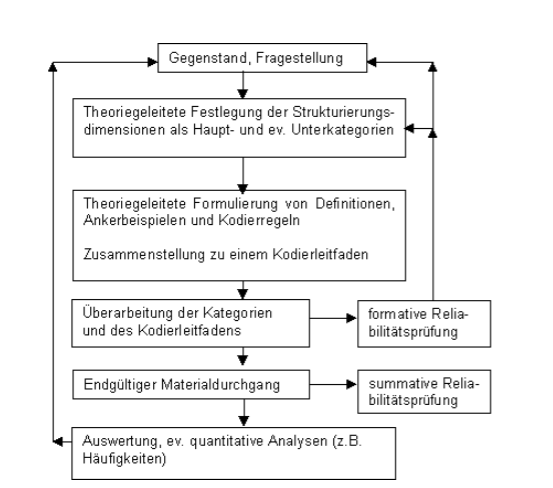 Gegenstand, Fragestellung
Theoriegeleitete Festlegung der Strukturierungs-
dimensionen als Haupt- und ev. Unterkategorien
Theoriegeleitete Formulierung von Definitionen,
Ankerbeispielen und Kodierregeln
Zusammenstellung zu einem Kodierleitfaden
Überarbeitung der Kategorien
und des Kodierleitfadens
formative Relia-
bilitätsprüfung
Endgültiger Materialdurchgang
summative Relia-
bilitätsprüfung
Auswertung, ev. quantitative Analysen (z.B.
Häufigkeiten)